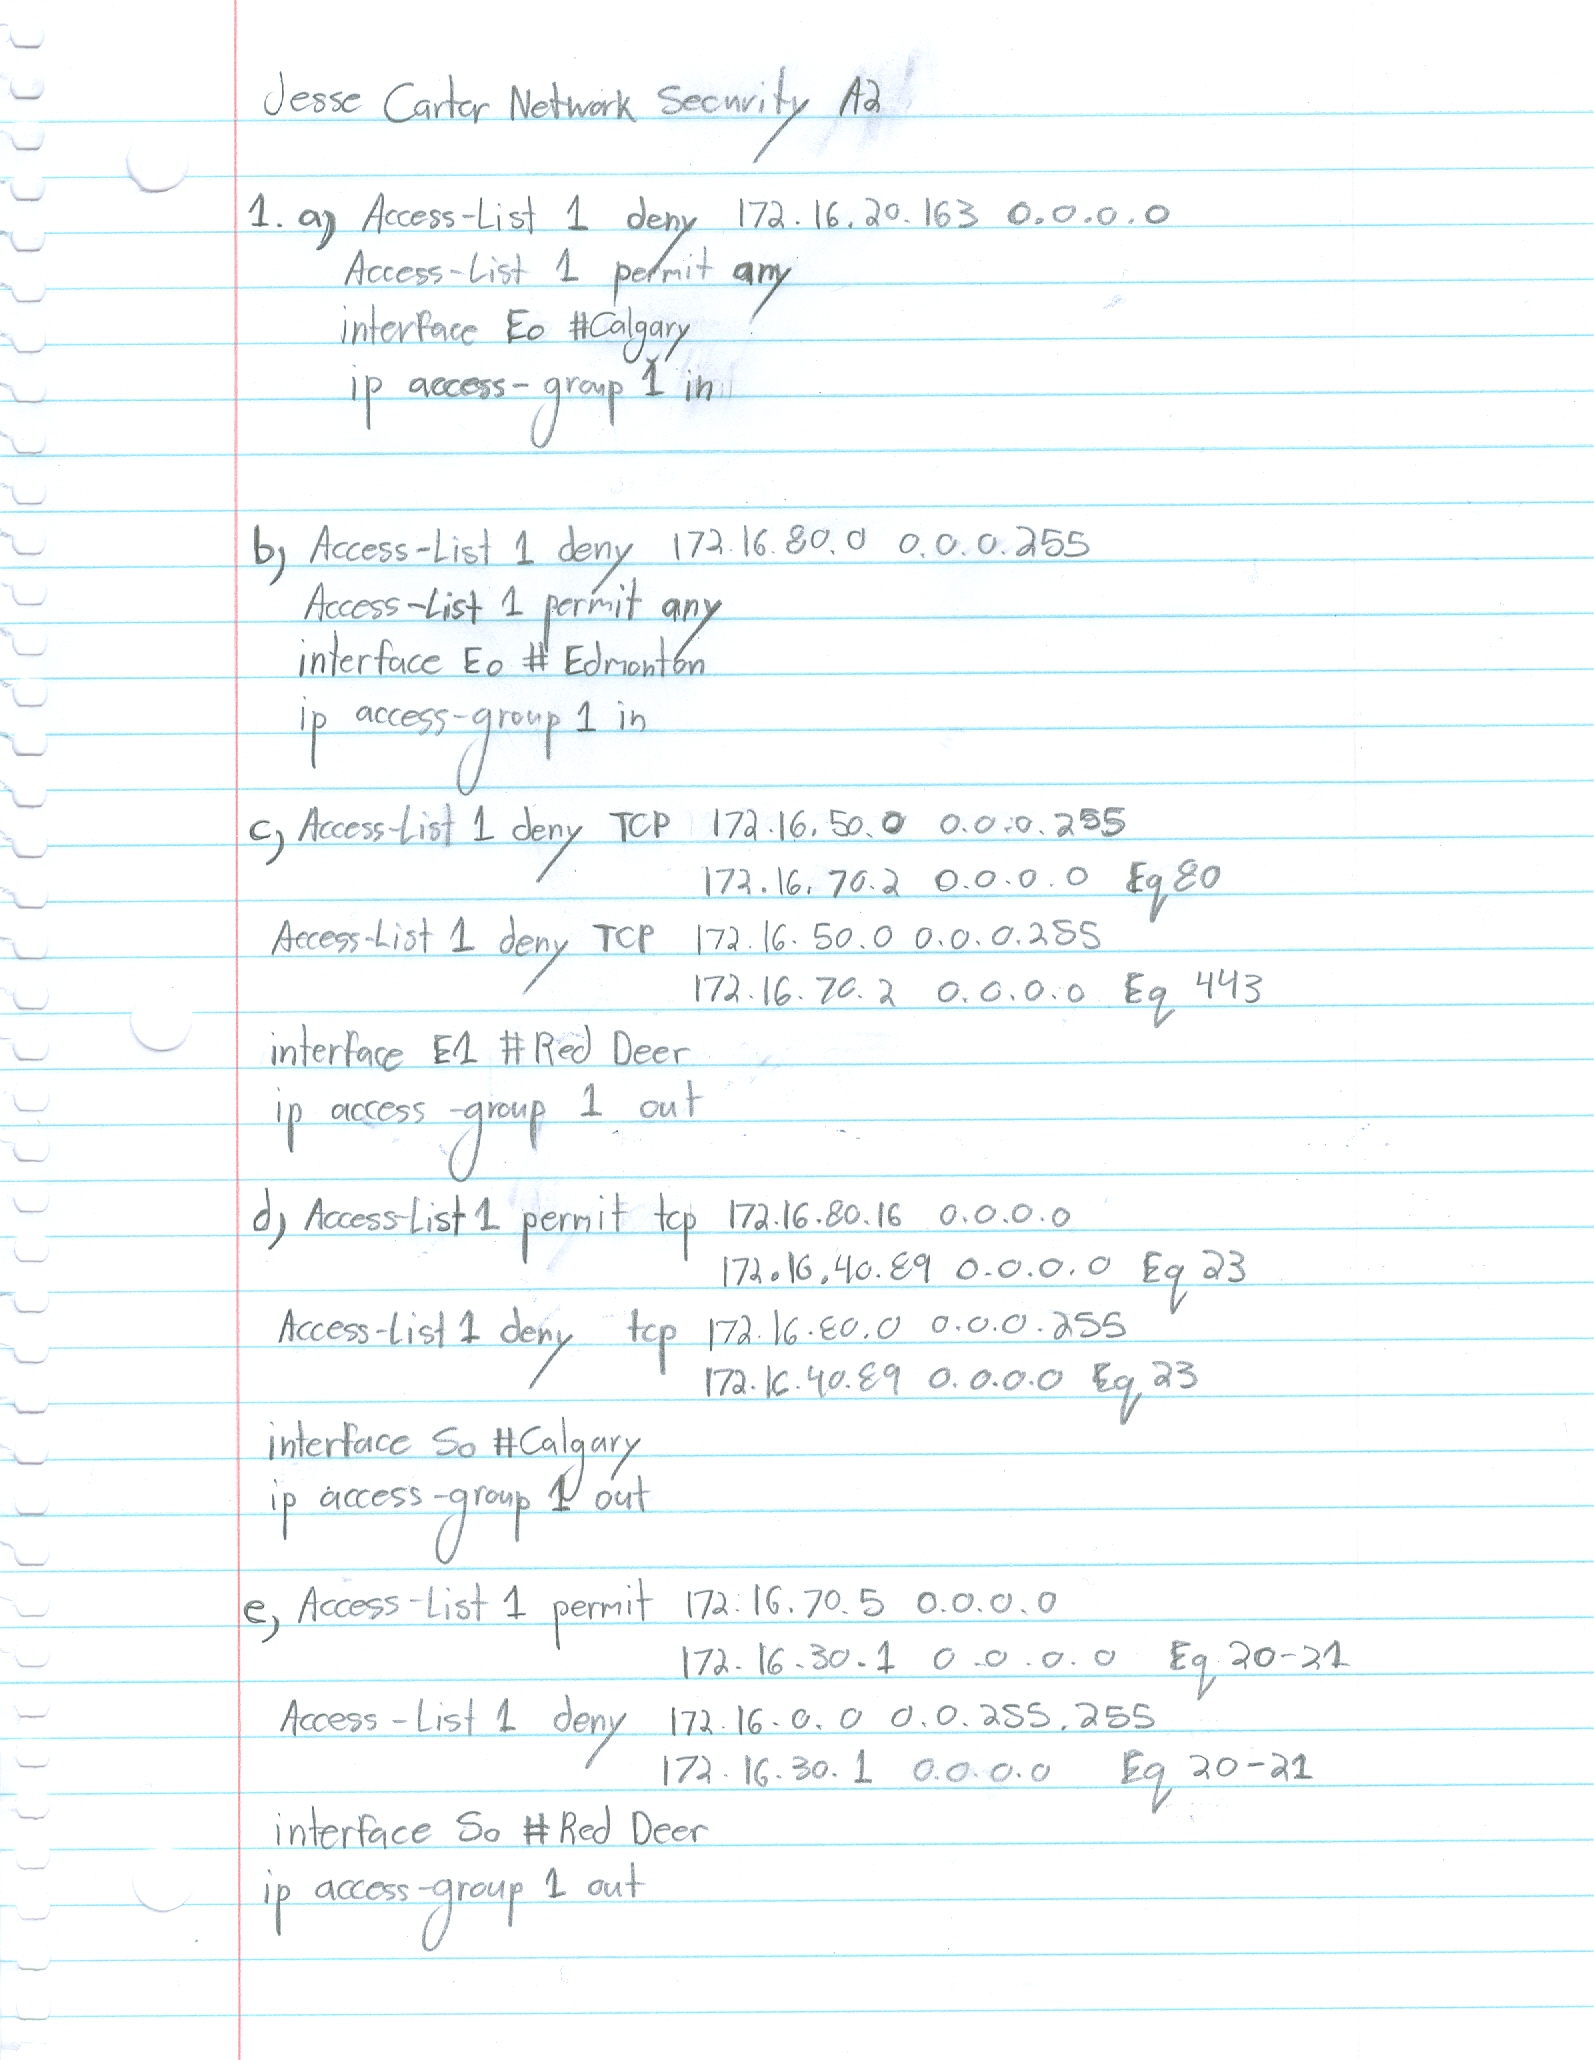 Jesse Carter Network Security A2
1. a) Access-List 1 deny 172.16.20.163 0.0.0.0
Access-List 1 permit any
interface E0 #Calgary
ip access-group 1 in
b) Access-List 1 deny 172.16.80.0 0.0.0.255
Access-List 1 permit any
interface E0 # Edmonton
ip access-group 1 in
c) Access-List 1 deny TCP 172.16.50.0 0.0.0.255
172.16.70.2 0.0.0.0 Eq 80
Access-List 1 deny TCP 172.16.50.0 0.0.0.255
172.16.70.2 0.0.0.0 Eq 443
interface E1 #Red Deer
ip access-group 1 out
d) Access-List 1 permit tcp 172.16.80.16 0.0.0.0
172.16.40.89 0.0.0.0 Eq 23
Access-List 1 deny tcp 172.16.80.0 0.0.0.255
172.16.40.89 0.0.0.0 Eq 23
interface S0 #Calgary
ip access-group 1 out
e) Access-List 1 permit 172.16.70.5 0.0.0.0
172.16.30.1 0.0.0.0 Eq 20-21
Access-List 1 deny 172.16.0.0 0.0.255.255
172.16.30.1 0.0.0.0 Eq 20-21
interface S0 #Red Deer
ip access-group 1 out